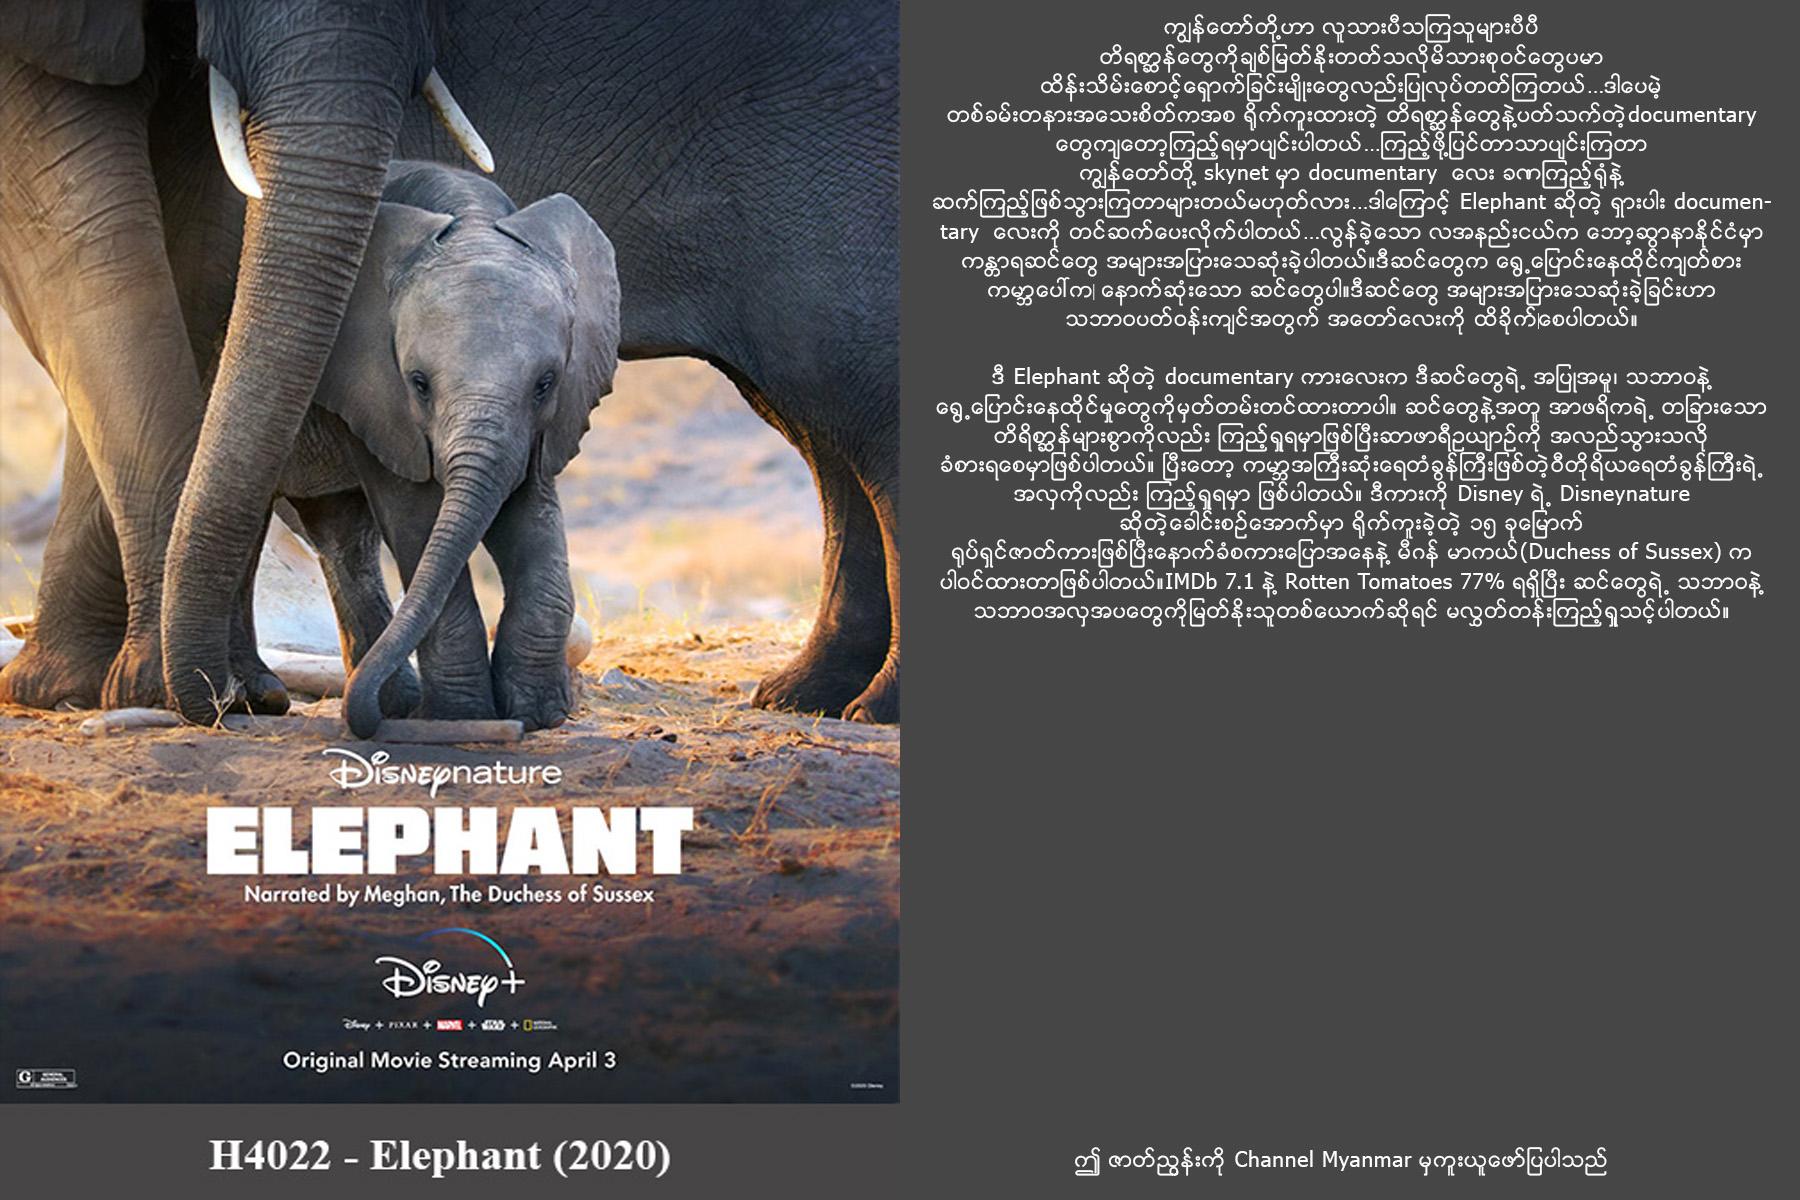 Disneynature
ELEPHANT
Narrated by Meghan, The Duchess of Sussex
Disney+
Disney + PIXAR + MARVEL + STAR WARS + NATIONAL GEOGRAPHIC
Original Movie Streaming April 3
G GENERAL AUDIENCES
©2020 Disney
H4022 - Elephant (2020)
ကျွန်တော်တို့ဟာ လူသားပီသကြသူများပီပီ
တိရစ္ဆာန်တွေကိုချစ်မြတ်နိုးတတ်သလိုမိသားစုဝင်တွေပမာ
ထိန်းသိမ်းစောင့်ရှောက်ခြင်းမျိုးတွေလည်းပြုလုပ်တတ်ကြတယ်...ဒါပေမဲ့
တစ်ခမ်းတနားအသေးစိတ်ကအစ ရိုက်ကူးထားတဲ့ တိရစ္ဆာန်တွေနဲ့ပတ်သက်တဲ့documentary
တွေကျတော့ကြည့်ရမှာပျင်းပါတယ်...ကြည့်ဖို့ပြင်တာသာပျင်းကြတာ
ကျွန်တော်တို့ skynet မှာ documentary လေး ခဏကြည့်ရုံနဲ့
ဆက်ကြည့်ဖြစ်သွားကြတာများတယ်မဟုတ်လား...ဒါကြောင့် Elephant ဆိုတဲ့ ရှားပါး documen-
tary လေးကို တင်ဆက်ပေးလိုက်ပါတယ်...လွန်ခဲ့သော လအနည်းငယ်က ဘော့ဆွာနာနိုင်ငံမှာ
ကန္တာရဆင်တွေ အများအပြားသေဆုံးခဲ့ပါတယ်။ဒီဆင်တွေက ရွေ့ပြောင်းနေထိုင်ကျတ်စား
ကမ္ဘာပေါ်က၊ နောက်ဆုံးသော ဆင်တွေပါ။ဒီဆင်တွေ အများအပြားသေဆုံးခဲ့ခြင်းဟာ
သဘာဝပတ်ဝန်းကျင်အတွက် အတော်လေးကို ထိခိုက်စေပါတယ်။
ဒီ Elephant ဆိုတဲ့ documentary ကားလေးက ဒီဆင်တွေရဲ့ အပြုအမူ၊ သဘာဝနဲ့
ရွေ့ပြောင်းနေထိုင်မှုတွေကိုမှတ်တမ်းတင်ထားတာပါ။ ဆင်တွေနဲ့အတူ အာဖရိကရဲ့ တခြားသော
တိရိစ္ဆာန်များစွာကိုလည်း ကြည့်ရှုရမှာဖြစ်ပြီးဆာဖာရီဥယျာဉ်ကို အလည်သွားသလို
ခံစားရစေမှာဖြစ်ပါတယ်။ ပြီးတော့ ကမ္ဘာ့အကြီးဆုံးရေတံခွန်ကြီးဖြစ်တဲ့ဝီတိုရိယရေတံခွန်ကြီးရဲ့
အလှကိုလည်း ကြည့်ရှုရမှာ ဖြစ်ပါတယ်။ ဒီကားကို Disney ရဲ့ Disneynature
ဆိုတဲ့ခေါင်းစဉ်အောက်မှာ ရိုက်ကူးခဲ့တဲ့ ၁၅ ခုမြောက်
ရုပ်ရှင်ဇာတ်ကားဖြစ်ပြီးနောက်ခံစကားပြောအနေနဲ့ မီဂန် မာကယ်(Duchess of Sussex) က
ပါဝင်ထားတာဖြစ်ပါတယ်။IMDb 7.1 နဲ့ Rotten Tomatoes 77% ရရှိပြီး ဆင်တွေရဲ့ သဘာဝနဲ့
သဘာဝအလှအပတွေကိုမြတ်နိုးသူတစ်ယောက်ဆိုရင် မလွှတ်တန်းကြည့်ရှုသင့်ပါတယ်။
ဤ ဇာတ်ညွှန်းကို Channel Myanmar မှကူးယူဖော်ပြပါသည်